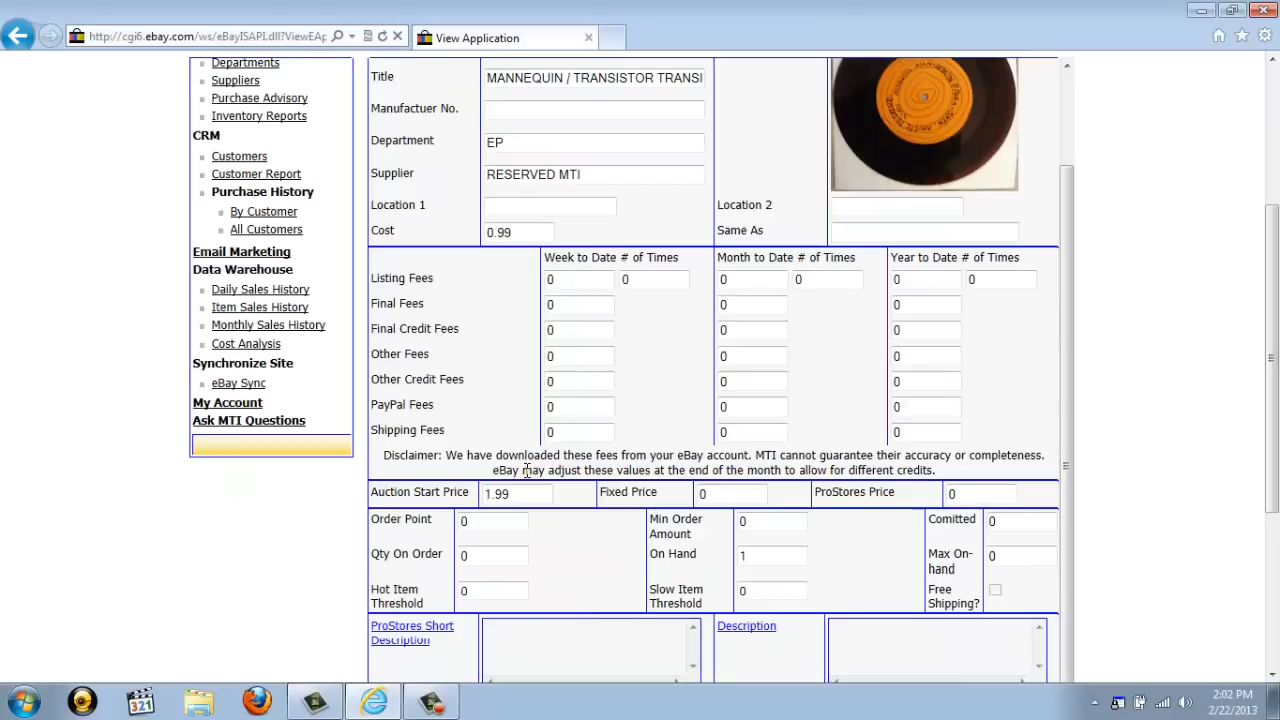 http://cgi6.ebay.com/ws/eBayISAPI.dll?ViewEAp
View Application
Departments
Suppliers
Purchase Advisory
Inventory Reports
CRM
Customers
Customer Report
Purchase History
By Customer
All Customers
Email Marketing
Data Warehouse
Daily Sales History
Item Sales History
Monthly Sales History
Cost Analysis
Synchronize Site
eBay Sync
My Account
Ask MTI Questions
Title MANNEQUIN / TRANSISTOR TRANSI
Manufactuer No.
Department EP
Supplier RESERVED MTI
Location 1 Location 2
Cost 0.99 Same As
Week to Date # of Times Month to Date # of Times Year to Date # of Times
Listing Fees 0 0 0 0 0 0
Final Fees 0 0 0
Final Credit Fees 0 0 0
Other Fees 0 0 0
Other Credit Fees 0 0 0
PayPal Fees 0 0 0
Shipping Fees 0 0 0
Disclaimer: We have downloaded these fees from your eBay account. MTI cannot guarantee their accuracy or completeness.
eBay may adjust these values at the end of the month to allow for different credits.
Auction Start Price 1.99 Fixed Price 0 ProStores Price 0
Order Point 0 Min Order Amount 0 Comitted 0
Qty On Order 0 On Hand 1 Max On-hand 0
Hot Item Threshold 0 Slow Item Threshold 0 Free Shipping?
ProStores Short Description Description
321
2:02 PM
2/22/2013